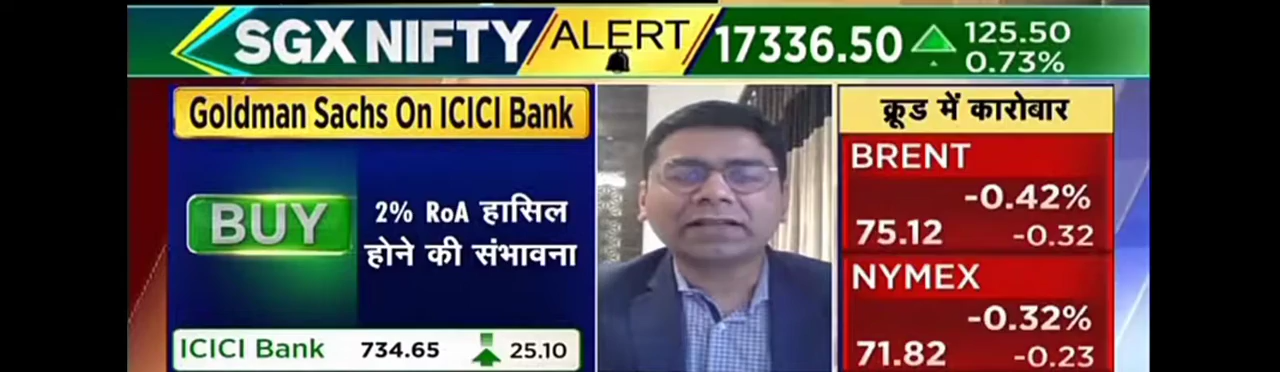 SGX NIFTY ALERT 17336.50 125.50
0.73%
Goldman Sachs On ICICI Bank
BUY
2% RoA हासिल
होने की संभावना
ICICI Bank 734.65 25.10
क्रूड में कारोबार
BRENT
-0.42%
75.12 -0.32
NYMEX
-0.32%
71.82 -0.23